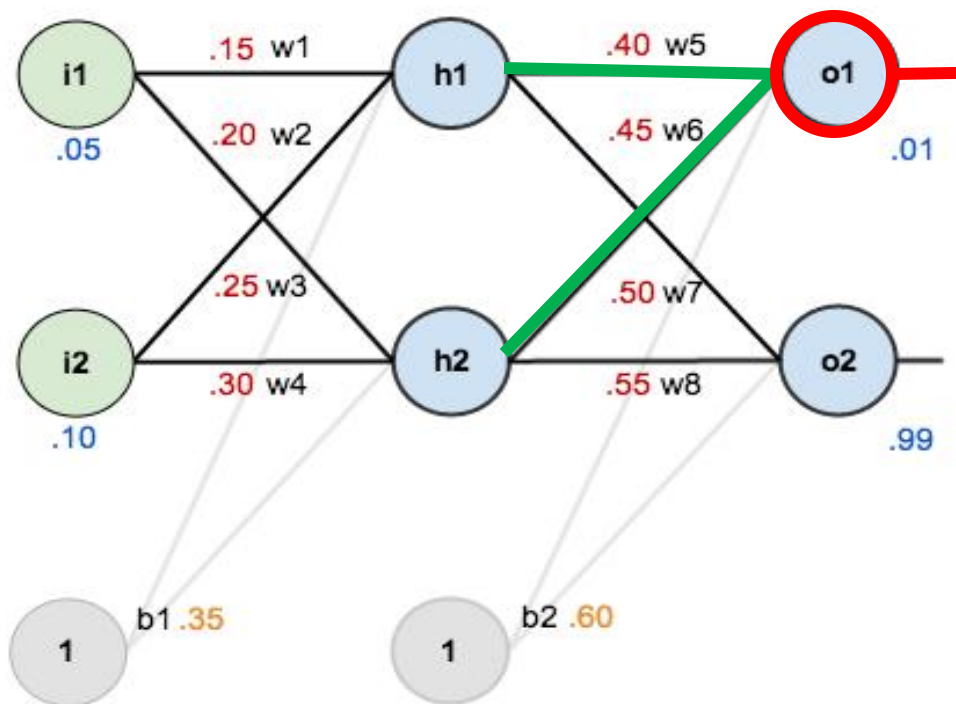 i1 .15 w1 h1 .40 w5 o1
.05 .20 w2 .45 w6 .01
.25 w3 .50 w7
i2 .30 w4 h2 .55 w8 o2
.10 .99
1 b1 .35 1 b2 .60